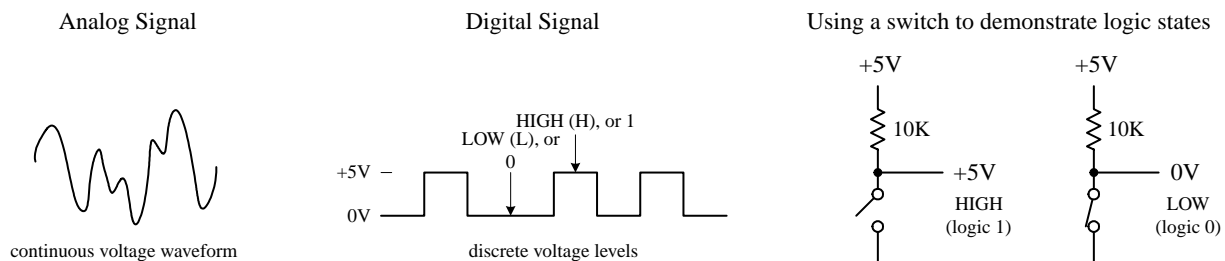 Analog Signal
continuous voltage waveform
Digital Signal
HIGH (H), or 1
LOW (L), or
0
+5V
0V
discrete voltage levels
Using a switch to demonstrate logic states
+5V
10K
+5V
HIGH
(logic 1)
+5V
10K
0V
LOW
(logic 0)